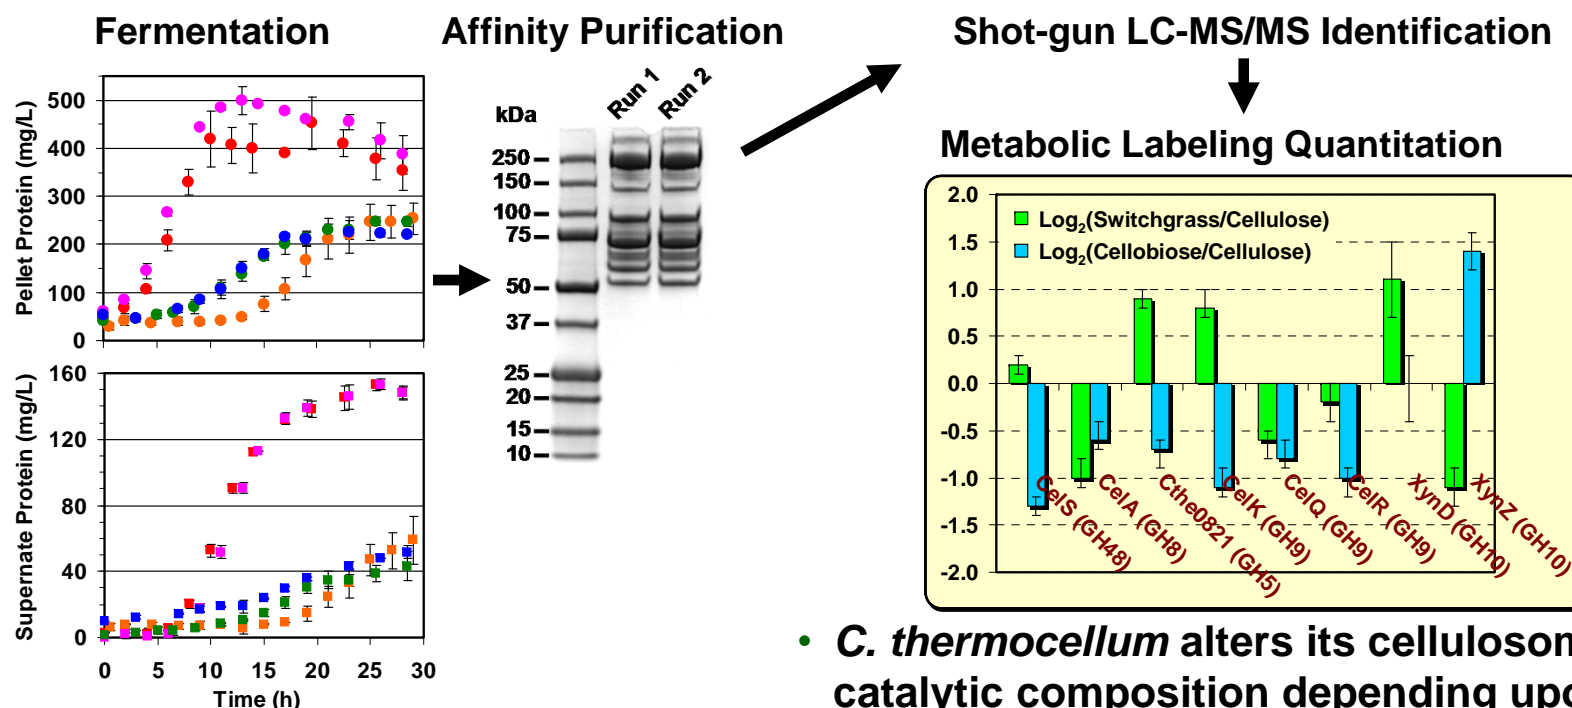 Fermentation
Affinity Purification
Shot-gun LC-MS/MS Identification
Metabolic Labeling Quantitation
Pellet Protein (mg/L)
500
400
300
200
100
0
Supernate Protein (mg/L)
160
120
80
40
0
0 5 10 15 20 25 30
Time (h)
kDa
Run 1
Run 2
250
150
100
75
50
37
25
20
15
10
2.0
1.5
1.0
0.5
0.0
-0.5
-1.0
-1.5
-2.0
Log2(Switchgrass/Cellulose)
Log2(Cellobiose/Cellulose)
CelS (GH48)
CelA (GH8)
Cthe0821 (GH5)
CelK (GH9)
CelQ (GH9)
CelR (GH9)
XynD (GH10)
XynZ (GH10)
• C. thermocellum alters its cellulosom
catalytic composition depending upo